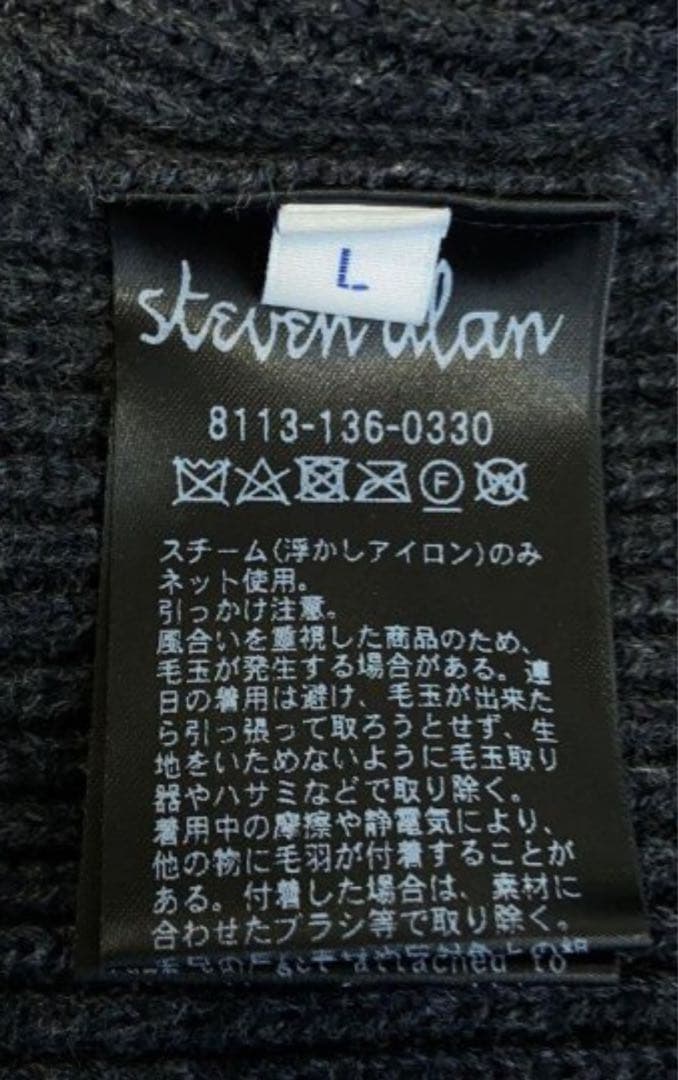 L
steven alan
8113-136-0330
F W
スチーム(浮かしアイロン)のみ
ネット使用。
引っかけ注意。
風合いを重視した商品のため、
毛玉が発生する場合がある。連
日の着用は避け、毛玉が出来た
ら引っ張って取ろうとせず、生
地をいためないように毛玉取り
器やハサミなどで取り除く。
着用中の摩擦や静電気により、
他の物に毛羽が付着することが
ある。付着した場合は、素材に
合わせたブラシ等で取り除く。
attached to